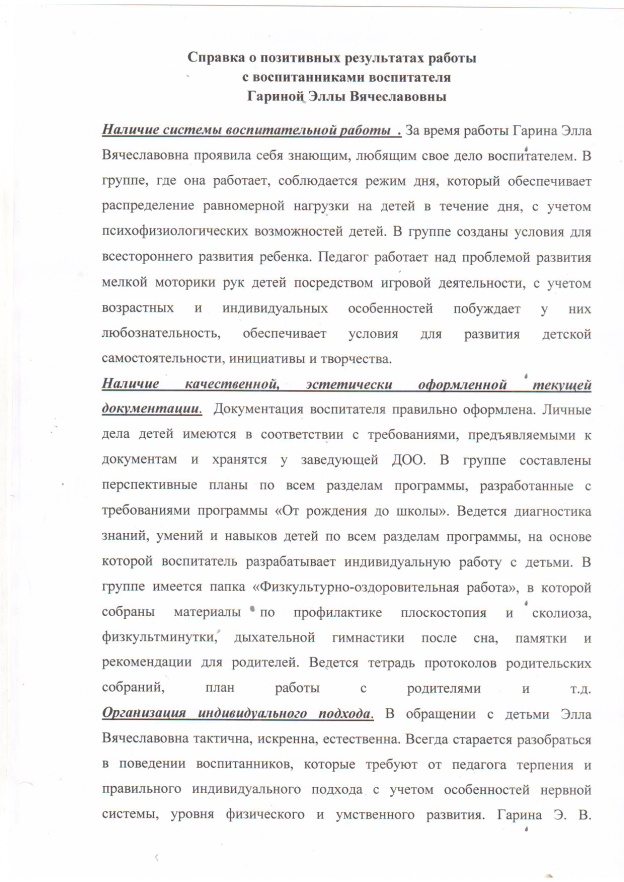 Справка о позитивных результатах работы
с воспитанниками воспитателя
Гариной Эллы Вячеславовны
Наличие системы воспитательной работы . За время работы Гарина Элла
Вячеславовна проявила себя знающим, любящим свое дело воспитателем. В
группе, где она работает, соблюдается режим дня, который обеспечивает
распределение равномерной нагрузки на детей в течение дня, с учетом
психофизиологических возможностей детей. В группе созданы условия для
всестороннего развития ребенка. Педагог работает над проблемой развития
мелкой моторики рук детей посредством игровой деятельности, с учетом
возрастных и индивидуальных особенностей побуждает у них
любознательность, обеспечивает условия для развития детской
самостоятельности, инициативы и творчества.
Наличие качественной, эстетически оформленной текущей
документации. Документация воспитателя правильно оформлена. Личные
дела детей имеются в соответствии с требованиями, предъявляемыми к
документам и хранятся у заведующей ДОО. В группе составлены
перспективные планы по всем разделам программы, разработанные с
требованиями программы «От рождения до школы». Ведется диагностика
знаний, умений и навыков детей по всем разделам программы, на основе
которой воспитатель разрабатывает индивидуальную работу с детьми. В
группе имеется папка «Физкультурно-оздоровительная работа», в которой
собраны материалы по профилактике плоскостопия и сколиоза,
физкультминутки, дыхательной гимнастики после сна, памятки и
рекомендации для родителей. Ведется тетрадь протоколов родительских
собраний, план работы с родителями и т.д.
Организация индивидуального подхода. В обращении с детьми Элла
Вячеславовна тактична, искренна, естественна. Всегда старается разобраться
в поведении воспитанников, которые требуют от педагога терпения и
правильного индивидуального подхода с учетом особенностей нервной
системы, уровня физического и умственного развития. Гарина Э. В.